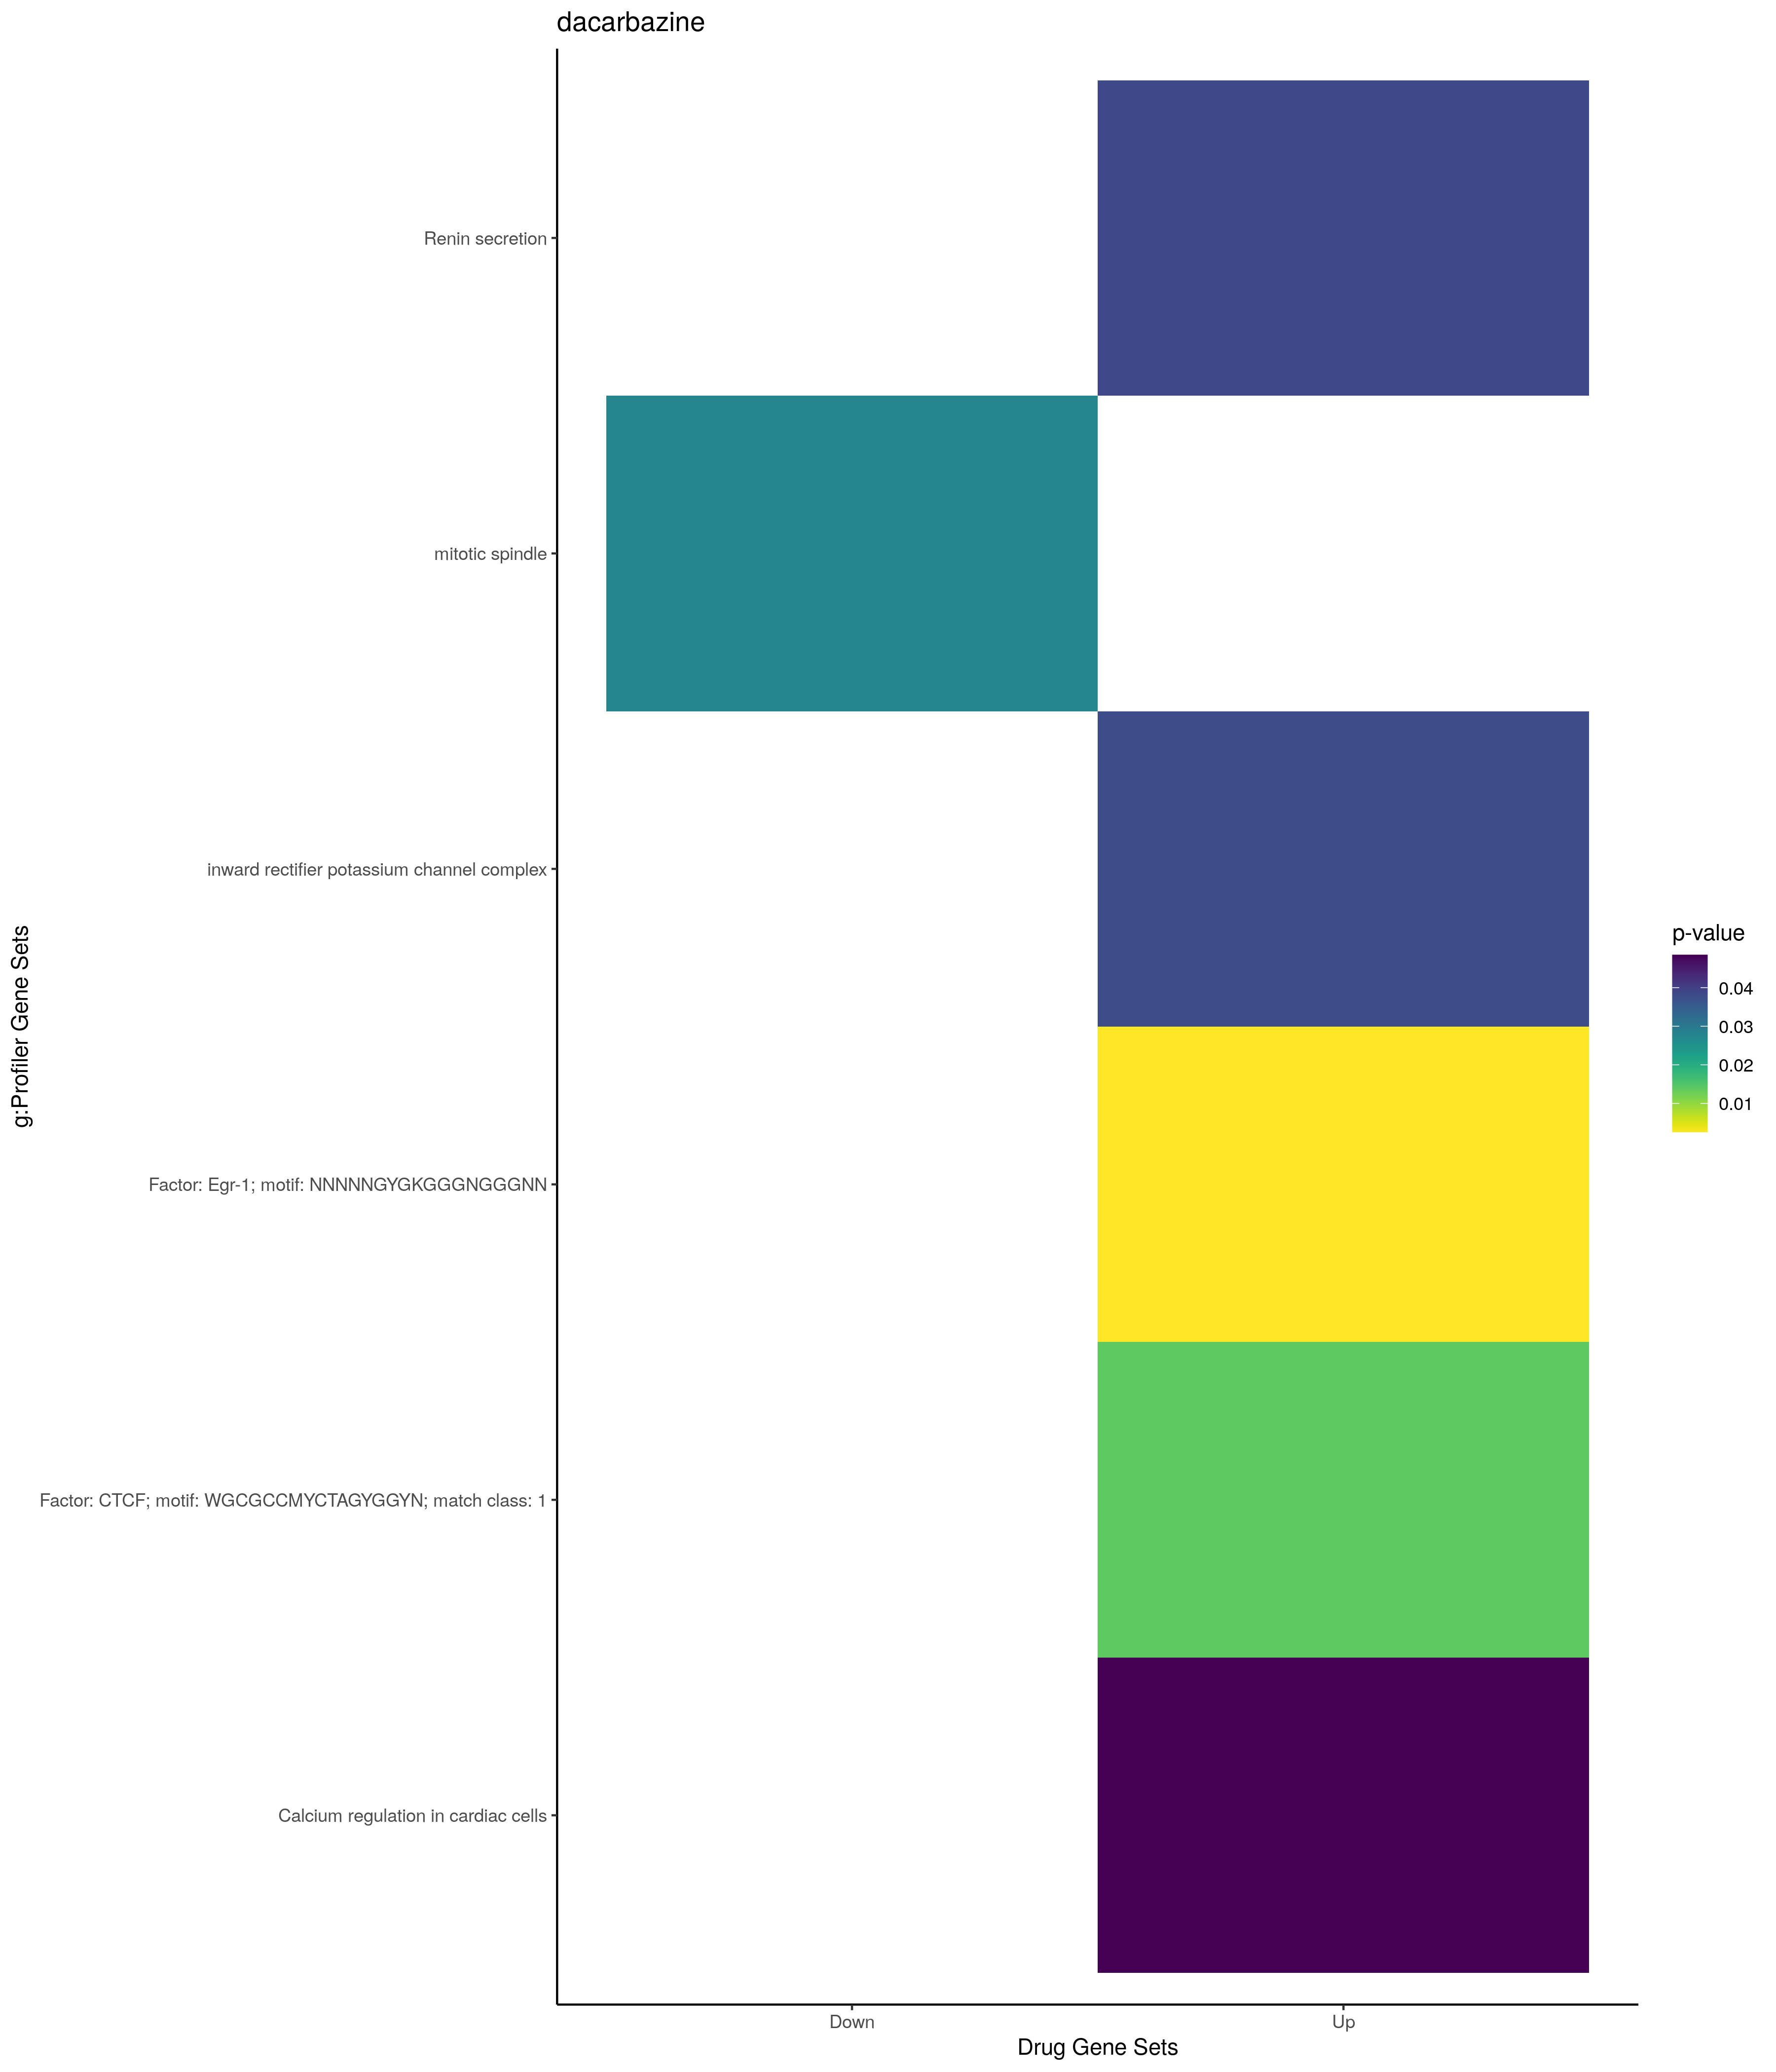 dacarbazine
g:Profiler Gene Sets
Renin secretion
mitotic spindle
inward rectifier potassium channel complex
Factor: Egr-1; motif: NNNNNGYGKGGGNGGGNN
Factor: CTCF; motif: WGCGCCMYCTAGYGGYN; match class: 1
Calcium regulation in cardiac cells
Down
Up
Drug Gene Sets
p-value
0.04
0.03
0.02
0.01